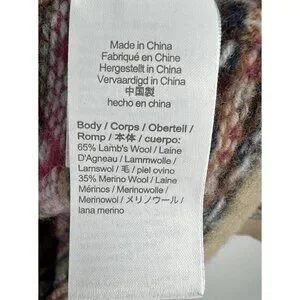 Made in China
Fabriqué en Chine
Hergestellt in China
Vervaardigd in China
中国製
hecho en china
Body / Corps / Oberteil /
Romp / 本体 / cuerpo:
65% Lamb's Wool / Laine
D'Agneau / Lammwolle /
Lamswol / 毛 / piel ovino
35% Merino Wool / Laine
Mérinos / Merinowolle /
Merinowol / メリノウール /
lana merino